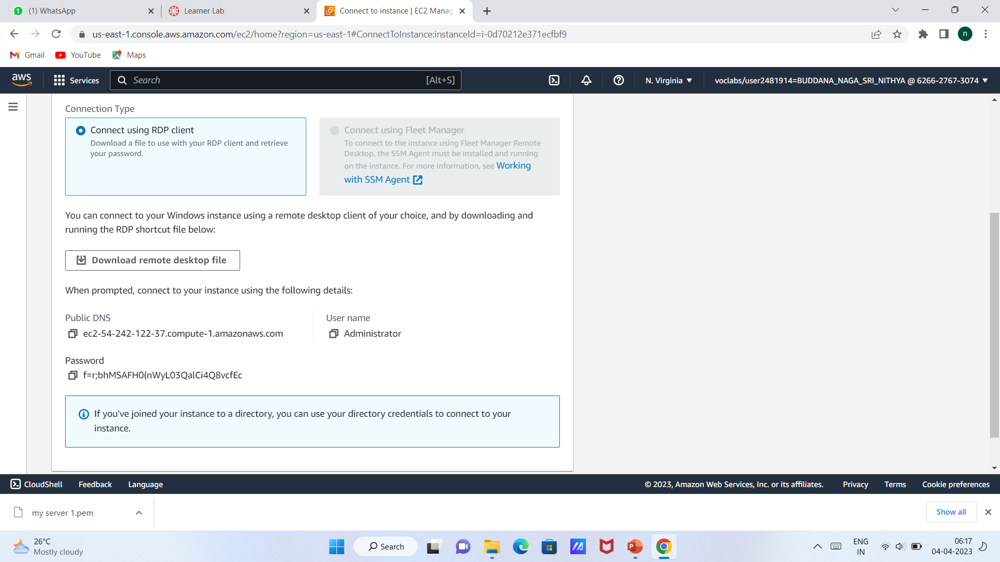 (1) WhatsApp
Learner Lab
Connect to instance | EC2 Manag
us-east-1.console.aws.amazon.com/ec2/home?region=us-east-1#ConnectToInstance:instanceId=i-0d70212e371ecfbf9
n
Gmail
YouTube
Maps
aws
Services
Search
[Alt+S]
N. Virginia
voclabs/user2481914=BUDDANA_NAGA_SRI_NITHYA @ 6266-2767-3074
Connection Type
Connect using RDP client
Download a file to use with your RDP client and retrieve
your password.
Connect using Fleet Manager
To connect to the instance using Fleet Manager Remote
Desktop, the SSM Agent must be installed and running
on the instance. For more information, see Working
with SSM Agent
You can connect to your Windows instance using a remote desktop client of your choice, and by downloading and
running the RDP shortcut file below:
Download remote desktop file
When prompted, connect to your instance using the following details:
Public DNS
ec2-54-242-122-37.compute-1.amazonaws.com
User name
Administrator
Password
f=r;bhMSAFH0(nWyL03QalCi4Q8vcfEc
If you've joined your instance to a directory, you can use your directory credentials to connect to your
instance.
CloudShell
Feedback
Language
© 2023, Amazon Web Services, Inc. or its affiliates.
Privacy
Terms
Cookie preferences
my server 1.pem
Show all
26°C
Mostly cloudy
Search
ENG
IN
06:17
04-04-2023